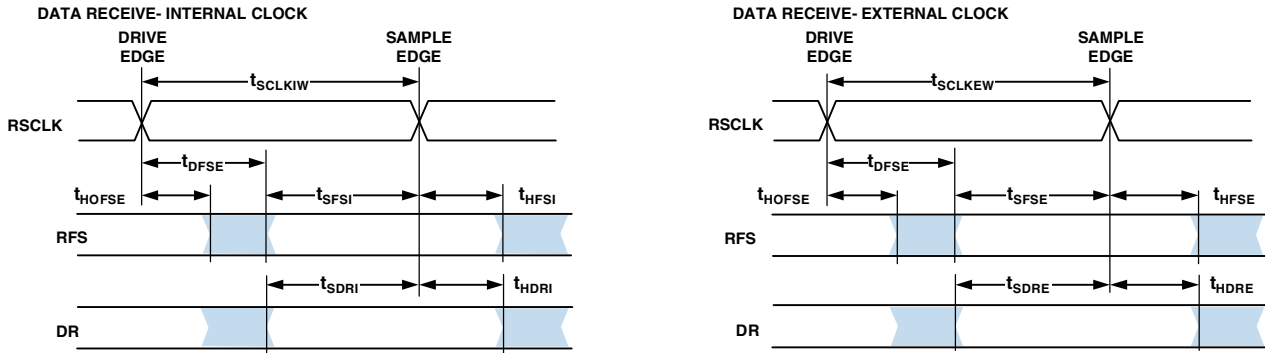 DATA RECEIVE- INTERNAL CLOCK
DRIVE
EDGE
SAMPLE
EDGE
tSCLKIW
RSCLK
tDFSE
tHOFSE
tSFSI
tHFSI
RFS
tSDRI
tHDRI
DR
DATA RECEIVE- EXTERNAL CLOCK
DRIVE
EDGE
SAMPLE
EDGE
tSCLKEW
RSCLK
tDFSE
tHOFSE
tSFSE
tHFSE
RFS
tSDRE
tHDRE
DR